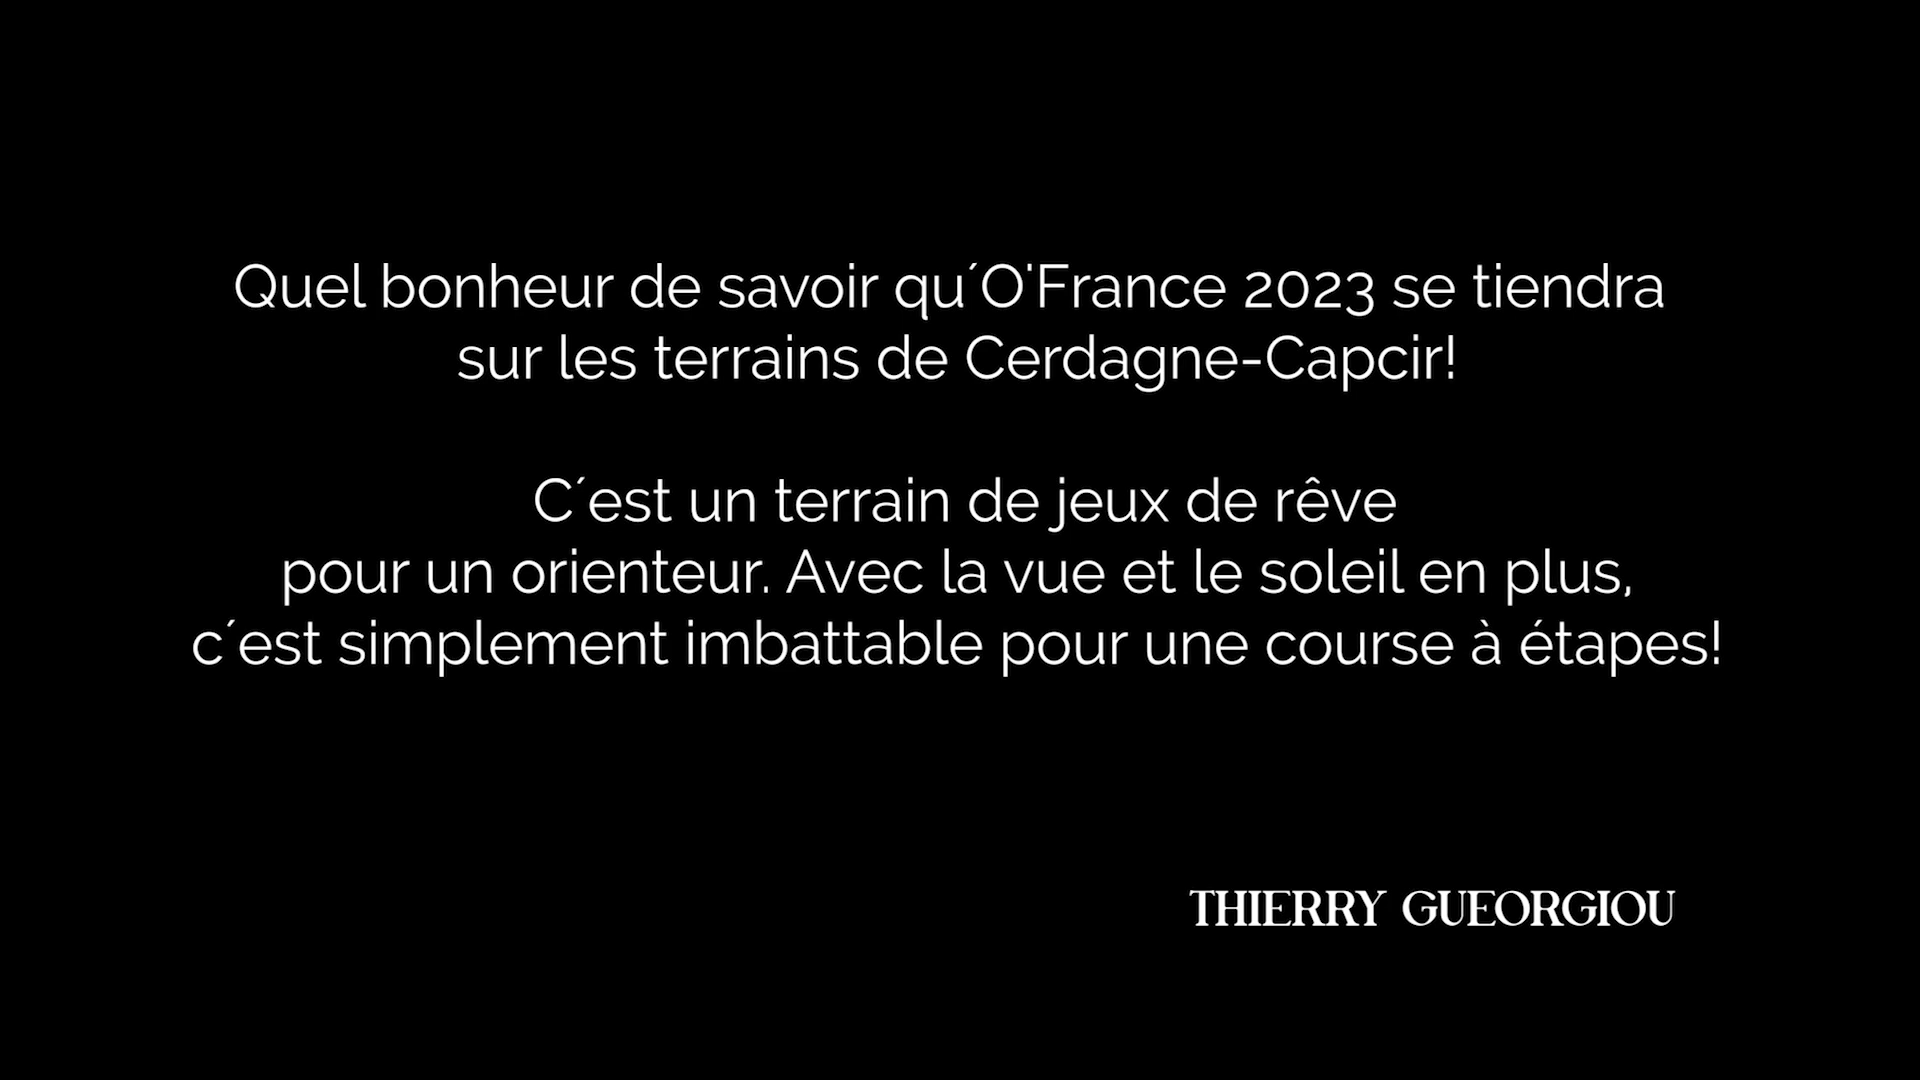 Quel bonheur de savoir qu´O'France 2023 se tiendra
sur les terrains de Cerdagne-Capcir!
C´est un terrain de jeux de rêve
pour un orienteur. Avec la vue et le soleil en plus,
c´est simplement imbattable pour une course à étapes!
THIERRY GUEORGIOU